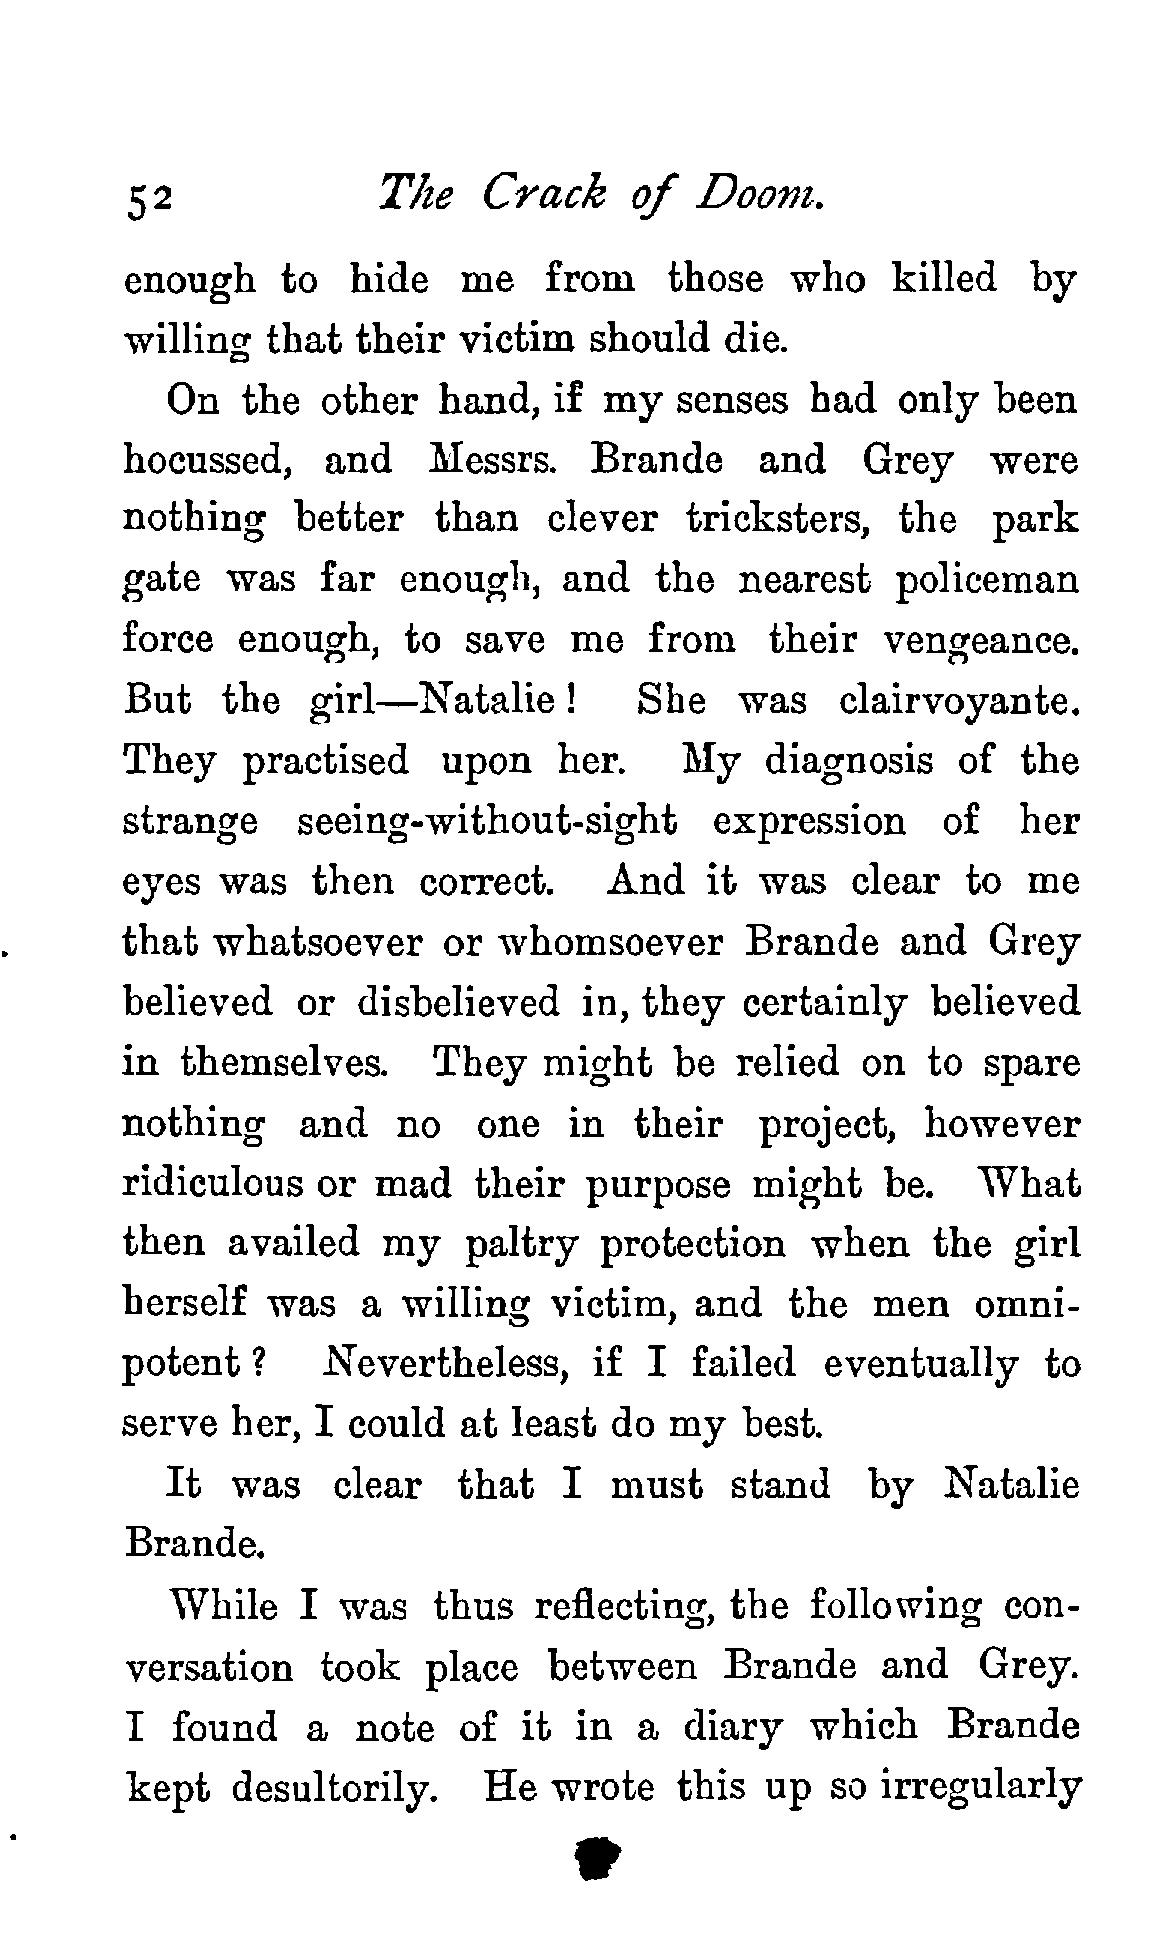 52 The Crack of Doom.
enough to hide me from those who killed by
willing that their victim should die.
On the other hand, if my senses had only been
hocussed, and Messrs. Brande and Grey were
nothing better than clever tricksters, the park
gate was far enough, and the nearest policeman
force enough, to save me from their vengeance.
But the girl—Natalie ! She was clairvoyante.
They practised upon her. My diagnosis of the
strange seeing-without-sight expression of her
eyes was then correct. And it was clear to me
that whatsoever or whomsoever Brande and Grey
believed or disbelieved in, they certainly believed
in themselves. They might be relied on to spare
nothing and no one in their project, however
ridiculous or mad their purpose might be. What
then availed my paltry protection when the girl
herself was a willing victim, and the men omni-
potent ? Nevertheless, if I failed eventually to
serve her, I could at least do my best.
It was clear that I must stand by Natalie
Brande.
While I was thus reflecting, the following con-
versation took place between Brande and Grey.
I found a note of it in a diary which Brande
kept desultorily. He wrote this up so irregularly